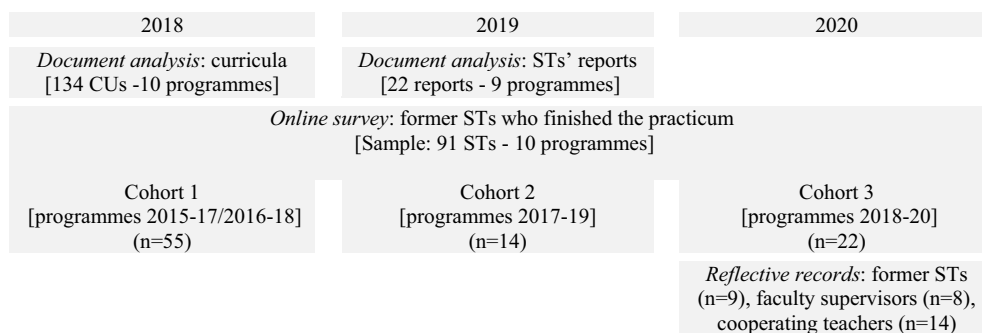 2018
2019
2020
Document analysis: curricula
[134 CUs -10 programmes]
Document analysis: STs' reports
[22 reports - 9 programmes]
Online survey: former STs who finished the practicum
[Sample: 91 STs - 10 programmes]
Cohort 1
[programmes 2015-17/2016-18]
(n=55)
Cohort 2
[programmes 2017-19]
(n=14)
Cohort 3
[programmes 2018-20]
(n=22)
Reflective records: former STs
(n=9), faculty supervisors (n=8),
cooperating teachers (n=14)